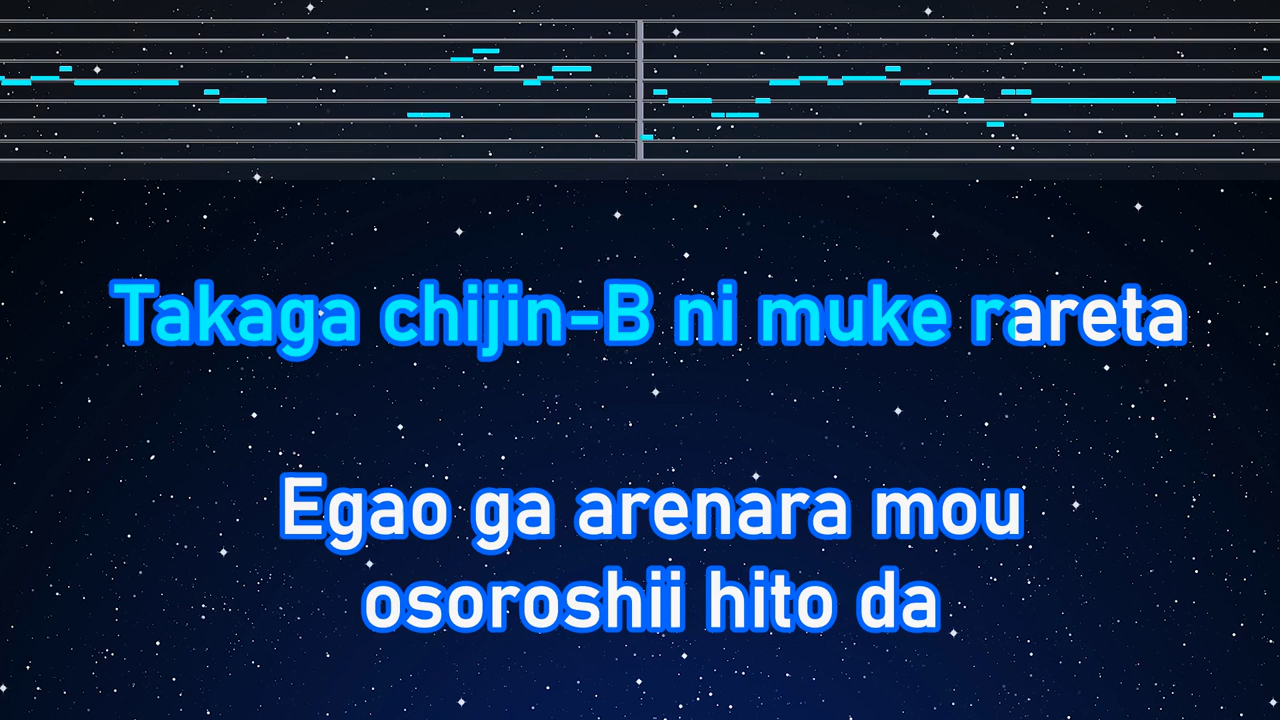 Takaga chijin-B ni muke rareta
Egao ga arenara mou
osoroshii hito da